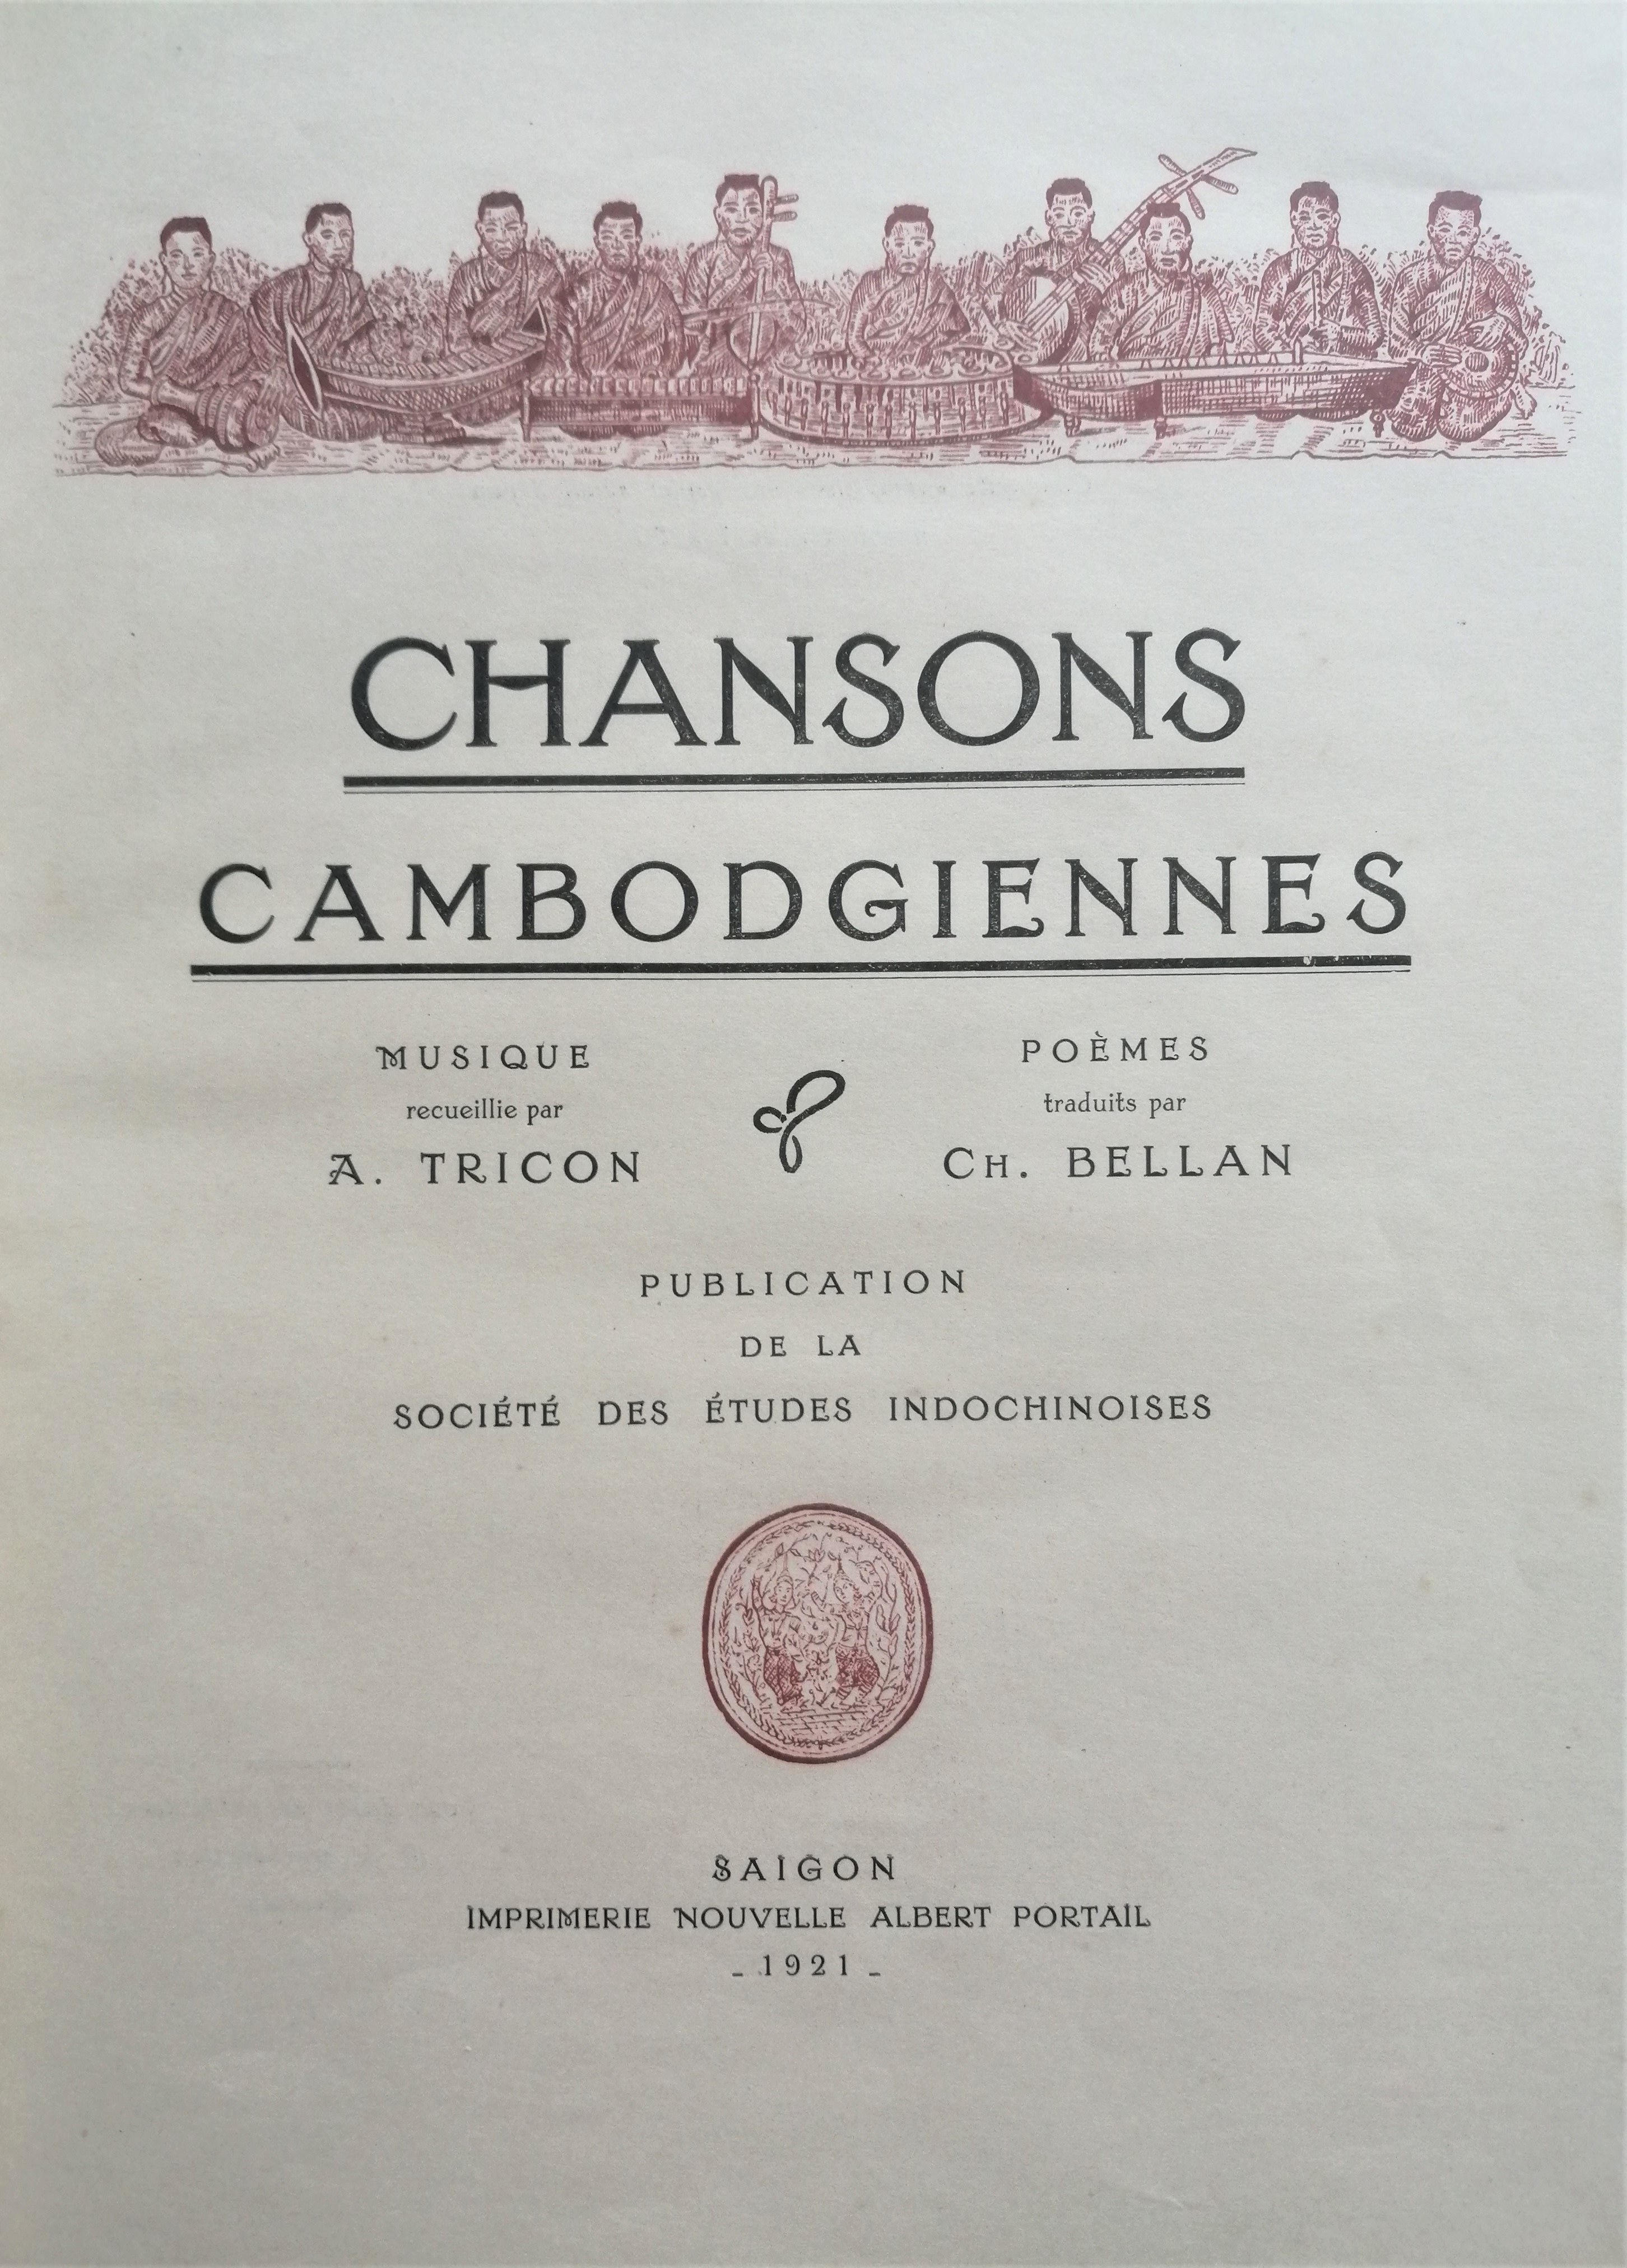 CHANSONS
CAMBODGIENNES
MUSIQUE
recueillie par
A. TRICON
POÈMES
traduits par
CH. BELLAN
PUBLICATION
DE LA
SOCIÉTÉ DES ÉTUDES INDOCHINOISES
SAIGON
IMPRIMERIE NOUVELLE ALBERT PORTAIL
- 1921 -